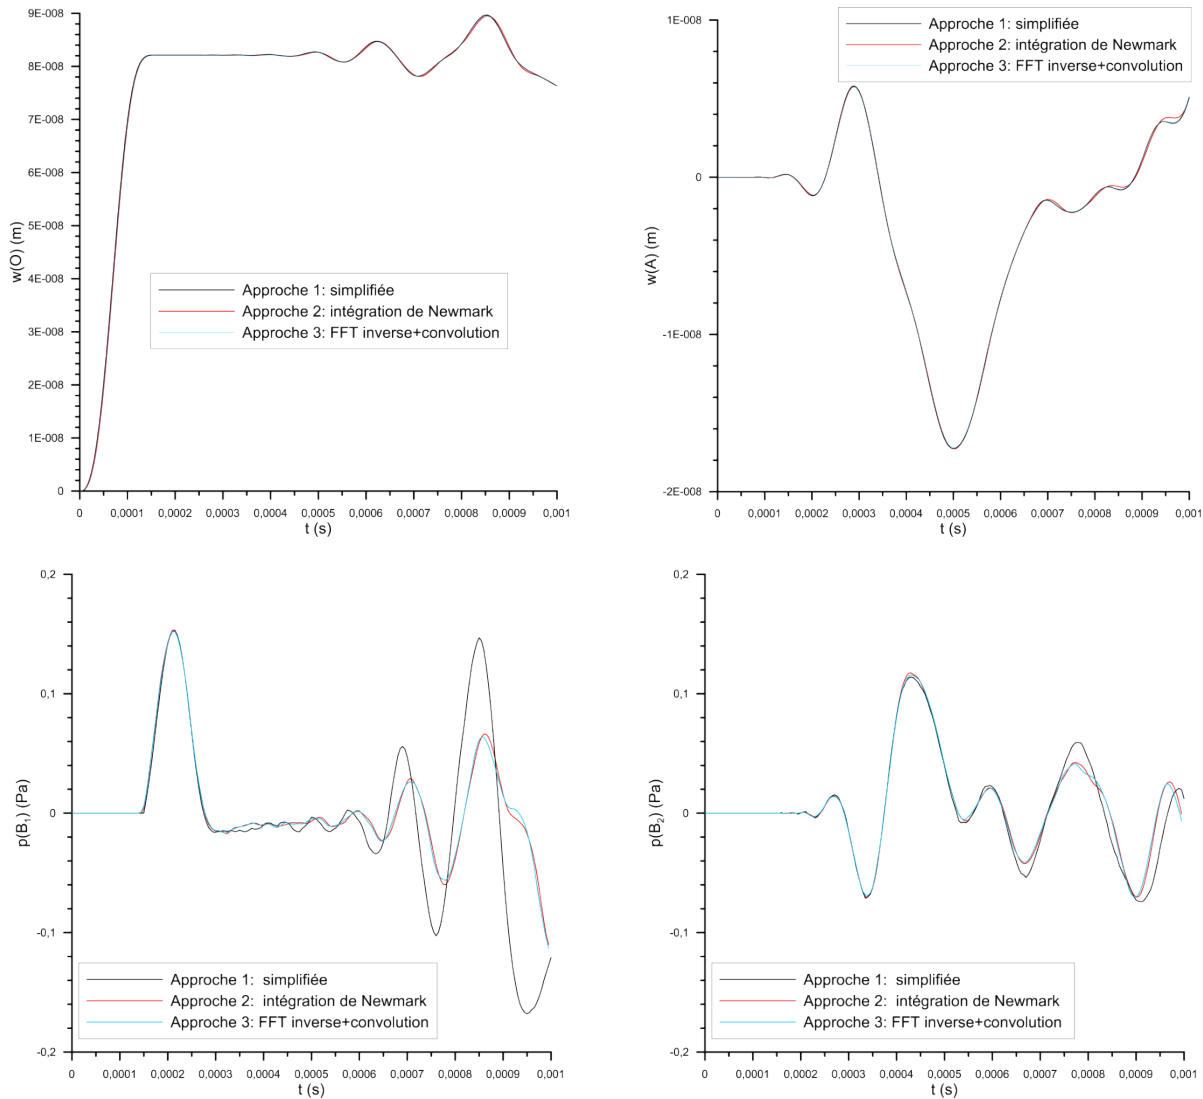 9E-008
8E-008
7E-008
6E-008
5E-008
4E-008
3E-008
2E-008
1E-008
0
w(O) (m)
Approche 1: simplifiée
Approche 2: intégration de Newmark
Approche 3: FFT inverse+convolution
0 0,0001 0,0002 0,0003 0,0004 0,0005 0,0006 0,0007 0,0008 0,0009 0,001
t (s)
1E-008
0
-1E-008
-2E-008
w(A) (m)
Approche 1: simplifiée
Approche 2: intégration de Newmark
Approche 3: FFT inverse+convolution
0 0,0001 0,0002 0,0003 0,0004 0,0005 0,0006 0,0007 0,0008 0,0009 0,001
t (s)
0,2
0,1
0
-0,1
-0,2
p(B₁) (Pa)
Approche 1: simplifiée
Approche 2: intégration de Newmark
Approche 3: FFT inverse+convolution
0 0,0001 0,0002 0,0003 0,0004 0,0005 0,0006 0,0007 0,0008 0,0009 0,001
t (s)
0,2
0,1
0
-0,1
-0,2
p(B₂) (Pa)
Approche 1: simplifiée
Approche 2: intégration de Newmark
Approche 3: FFT inverse+convolution
0 0,0001 0,0002 0,0003 0,0004 0,0005 0,0006 0,0007 0,0008 0,0009 0,001
t (s)